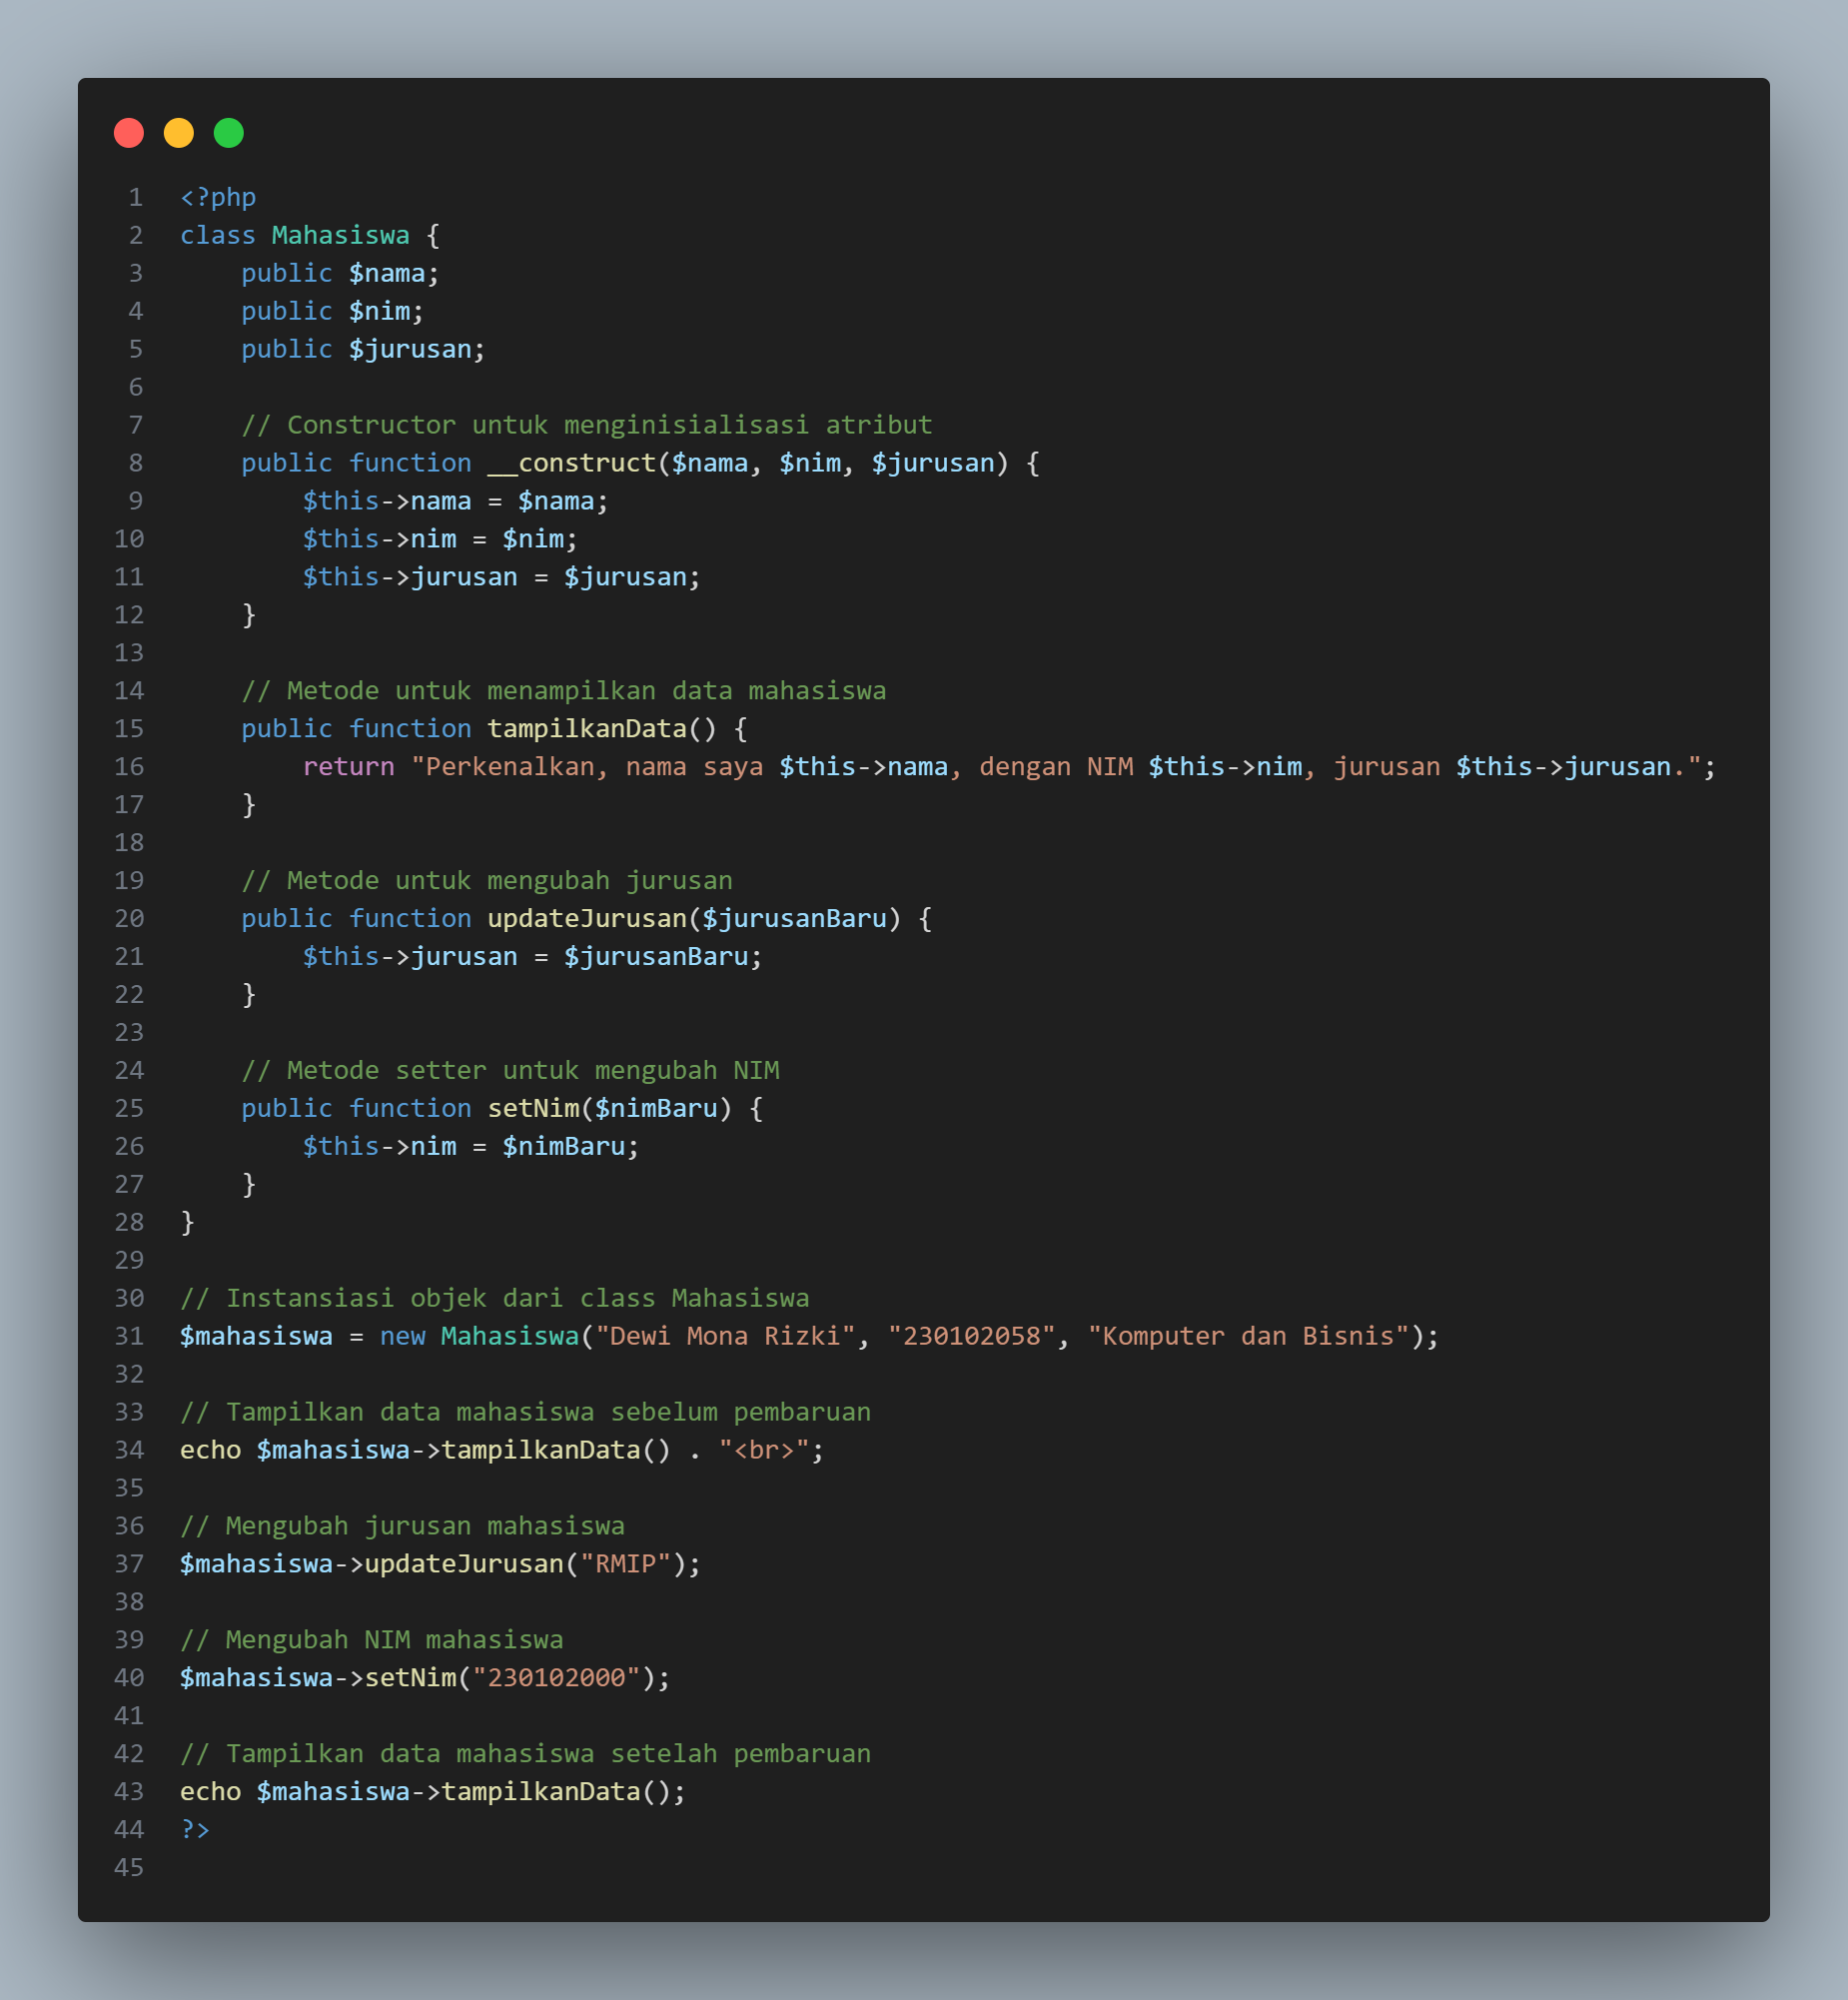 1 <?php
2 class Mahasiswa {
3     public $nama;
4     public $nim;
5     public $jurusan;
6
7     // Constructor untuk menginisialisasi atribut
8     public function __construct($nama, $nim, $jurusan) {
9         $this->nama = $nama;
10         $this->nim = $nim;
11         $this->jurusan = $jurusan;
12     }
13
14     // Metode untuk menampilkan data mahasiswa
15     public function tampilkanData() {
16         return "Perkenalkan, nama saya $this->nama, dengan NIM $this->nim, jurusan $this->jurusan.";
17     }
18
19     // Metode untuk mengubah jurusan
20     public function updateJurusan($jurusanBaru) {
21         $this->jurusan = $jurusanBaru;
22     }
23
24     // Metode setter untuk mengubah NIM
25     public function setNim($nimBaru) {
26         $this->nim = $nimBaru;
27     }
28 }
29
30 // Instansiasi objek dari class Mahasiswa
31 $mahasiswa = new Mahasiswa("Dewi Mona Rizki", "230102058", "Komputer dan Bisnis");
32
33 // Tampilkan data mahasiswa sebelum pembaruan
34 echo $mahasiswa->tampilkanData() . "<br>";
35
36 // Mengubah jurusan mahasiswa
37 $mahasiswa->updateJurusan("RMIP");
38
39 // Mengubah NIM mahasiswa
40 $mahasiswa->setNim("230102000");
41
42 // Tampilkan data mahasiswa setelah pembaruan
43 echo $mahasiswa->tampilkanData();
44 ?>
45